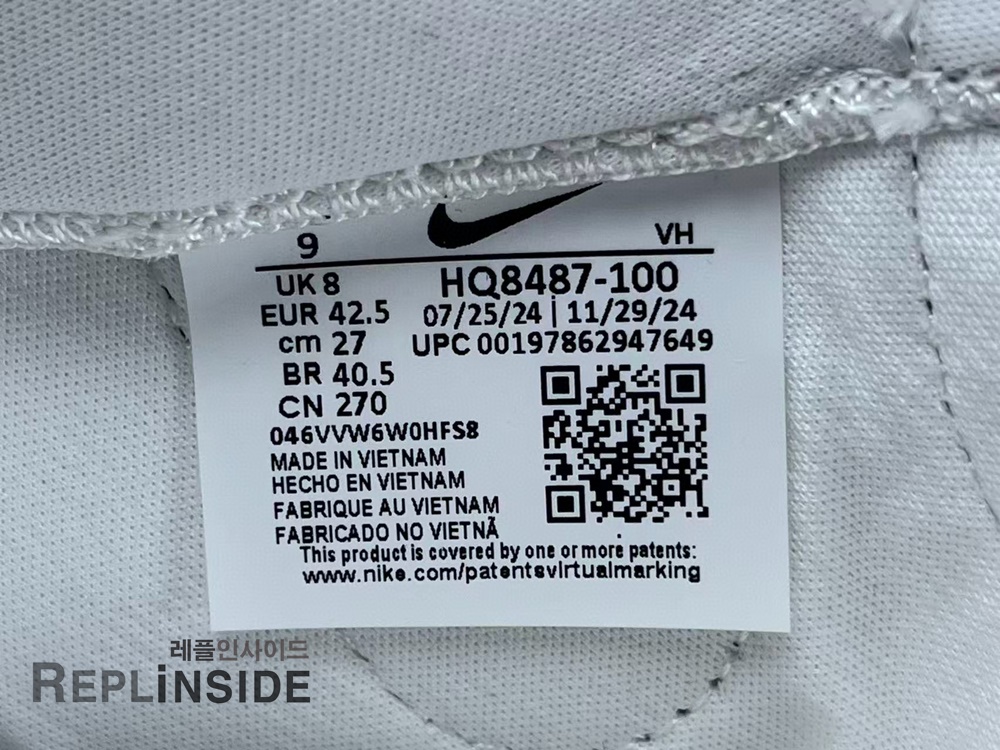 9
VH
UK 8
HQ8487-100
EUR 42.5
07/25/24 | 11/29/24
cm 27
UPC 00197862947649
BR 40.5
CN 270
046VVW6W0HFS8
MADE IN VIETNAM
HECHO EN VIETNAM
FABRIQUE AU VIETNAM
FABRICADO NO VIETNÃ
This product is covered by one or more patents:
www.nike.com/patentsvirtualmarking
레플인사이드
REPLINSIDE